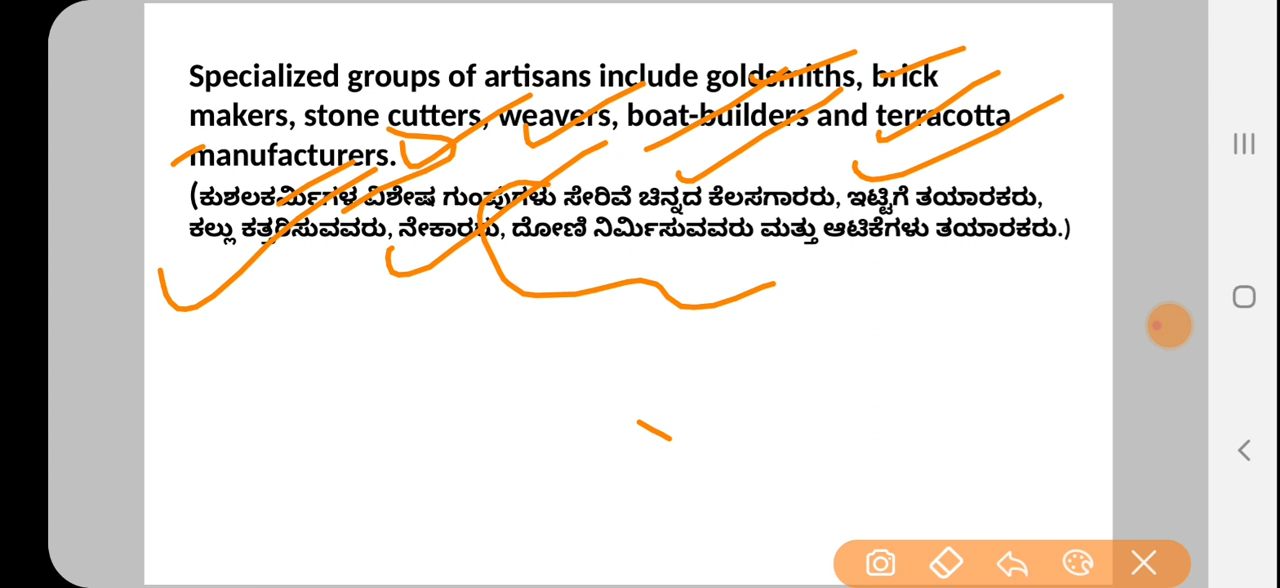 Specialized groups of artisans include goldsmiths, brick
makers, stone cutters, weavers, boat-builders and terracotta
manufacturers.
(ಕುಶಲಕರ್ಮಿಗಳ ವಿಶೇಷ ಗುಂಪುಗಳು ಸೇರಿವೆ ಚಿನ್ನದ ಕೆಲಸಗಾರರು, ಇಟ್ಟಿಗೆ ತಯಾರಕರು,
ಕಲ್ಲು ಕತ್ತರಿಸುವವರು, ನೇಕಾರರು, ದೋಣಿ ನಿರ್ಮಿಸುವವರು ಮತ್ತು ಆಟಿಕೆಗಳು ತಯಾರಕರು.)